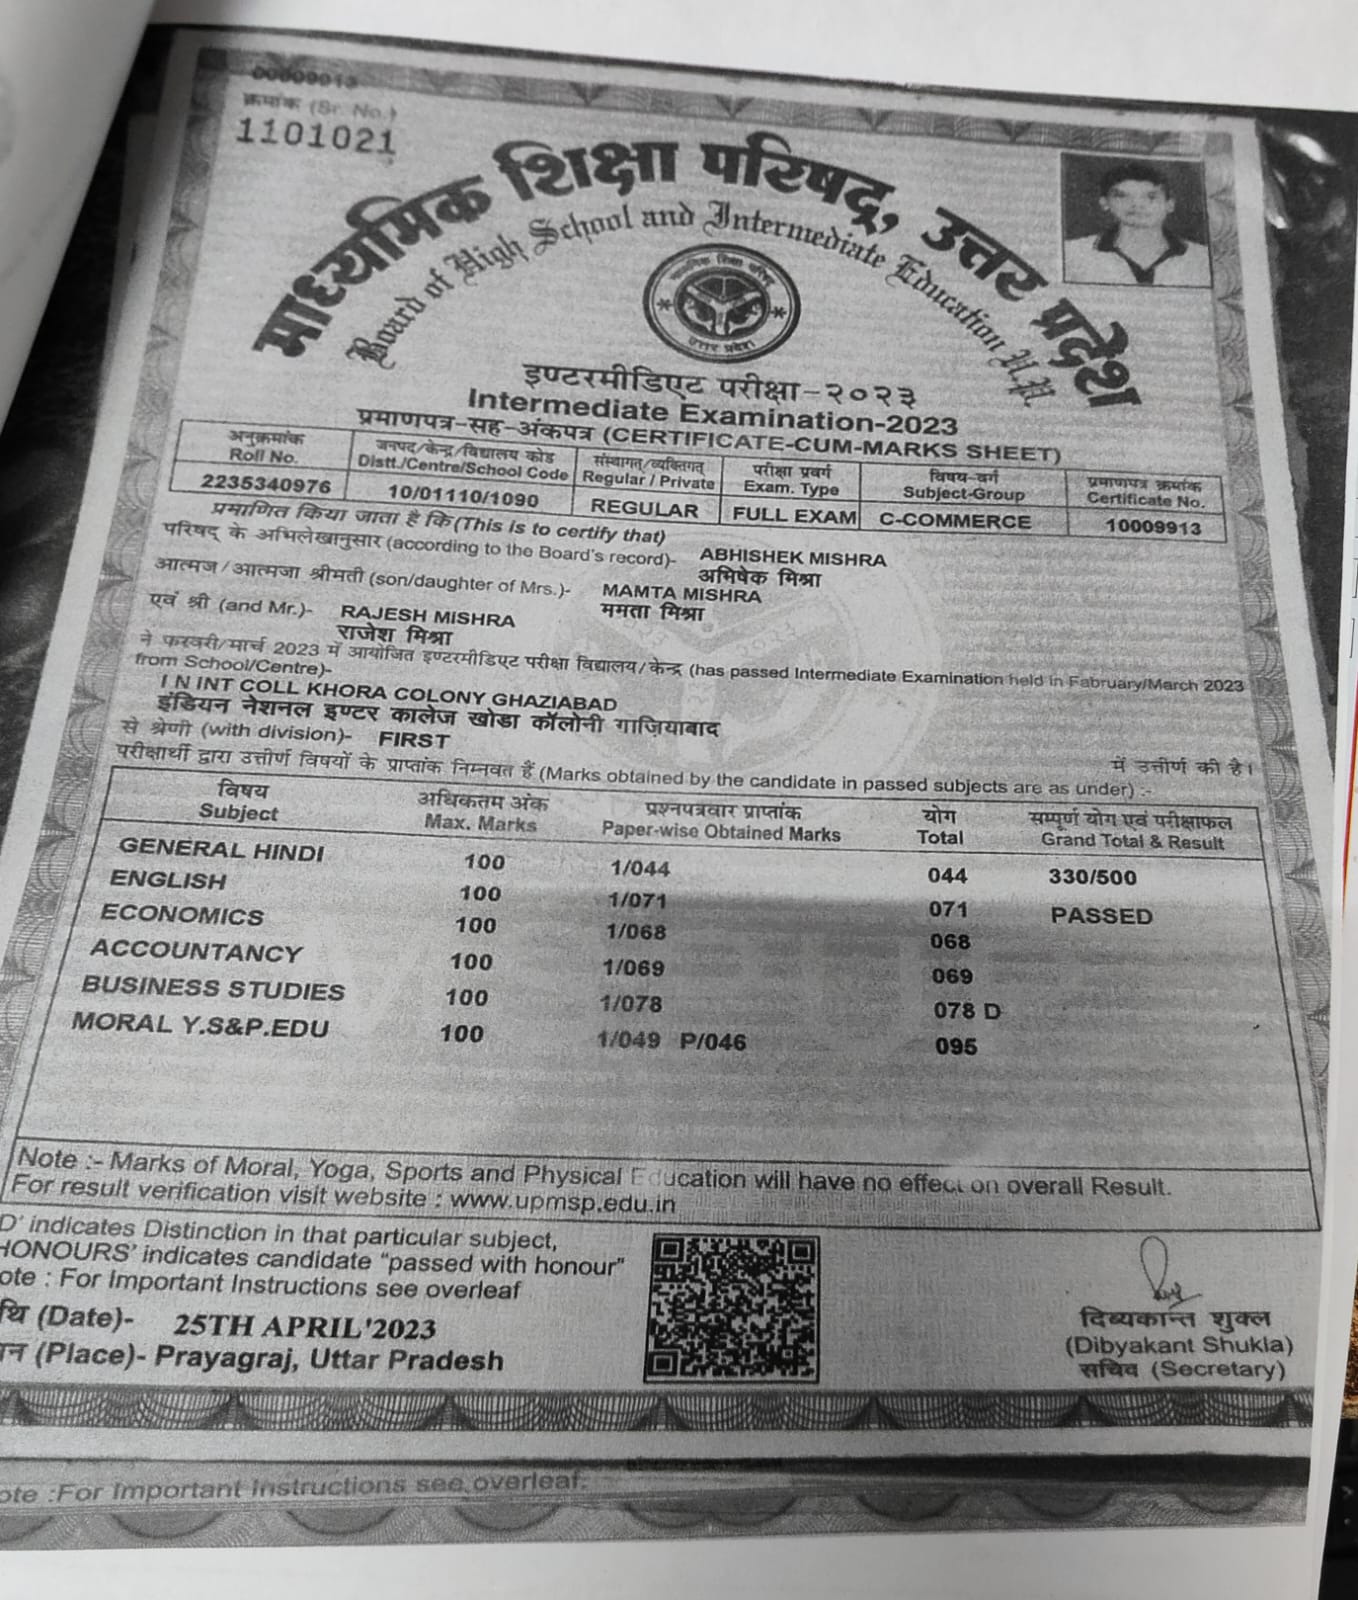 00009913
क्रमांक (Sr. No.)
1101021
माध्यमिक शिक्षा परिषद्, उत्तर प्रदेश
Board of High School and Intermediate Education U.P.
माध्यमिक शिक्षा परिषद
उत्तर प्रदेश
इण्टरमीडिएट परीक्षा-२०२३
Intermediate Examination-2023
प्रमाणपत्र-सह-अंकपत्र (CERTIFICATE-CUM-MARKS SHEET)
अनुक्रमांक जनपद/केन्द्र/विद्यालय कोड संस्थागत/व्यक्तिगत् परीक्षा प्रवर्ग विषय-वर्ग प्रमाणपत्र क्रमांक
Roll No. Distt./Centre/School Code Regular / Private Exam. Type Subject-Group Certificate No.
2235340976 10/01110/1090 REGULAR FULL EXAM C-COMMERCE 10009913
प्रमाणित किया जाता है कि(This is to certify that)
परिषद् के अभिलेखानुसार (according to the Board's record)- ABHISHEK MISHRA
अभिषेक मिश्रा
आत्मज/आत्मजा श्रीमती (son/daughter of Mrs.)- MAMTA MISHRA
ममता मिश्रा
एवं श्री (and Mr.)- RAJESH MISHRA
राजेश मिश्रा
ने फरवरी/मार्च 2023 में आयोजित इण्टरमीडिएट परीक्षा विद्यालय/केन्द्र (has passed Intermediate Examination held in Fabruary/March 2023
from School/Centre)-
I N INT COLL KHORA COLONY GHAZIABAD
इंडियन नेशनल इण्टर कालेज खोडा कॉलोनी गाज़ियाबाद
से श्रेणी (with division)- FIRST में उत्तीर्ण की है।
परीक्षार्थी द्वारा उत्तीर्ण विषयों के प्राप्तांक निम्नवत हैं (Marks obtained by the candidate in passed subjects are as under) :-
विषय अधिकतम अंक प्रश्नपत्रवार प्राप्तांक योग सम्पूर्ण योग एवं परीक्षाफल
Subject Max. Marks Paper-wise Obtained Marks Total Grand Total & Result
GENERAL HINDI 100 1/044 044 330/500
ENGLISH 100 1/071 071 PASSED
ECONOMICS 100 1/068 068
ACCOUNTANCY 100 1/069 069
BUSINESS STUDIES 100 1/078 078 D
MORAL Y.S&P.EDU 100 1/049 P/046 095
Note :- Marks of Moral, Yoga, Sports and Physical Education will have no effect on overall Result.
For result verification visit website : www.upmsp.edu.in
D' indicates Distinction in that particular subject,
HONOURS' indicates candidate "passed with honour"
ote : For Important Instructions see overleaf
थि (Date)- 25TH APRIL'2023
ान (Place)- Prayagraj, Uttar Pradesh
दिव्यकान्त शुक्ल
(Dibyakant Shukla)
सचिव (Secretary)
ote :For Important Instructions see overleaf.